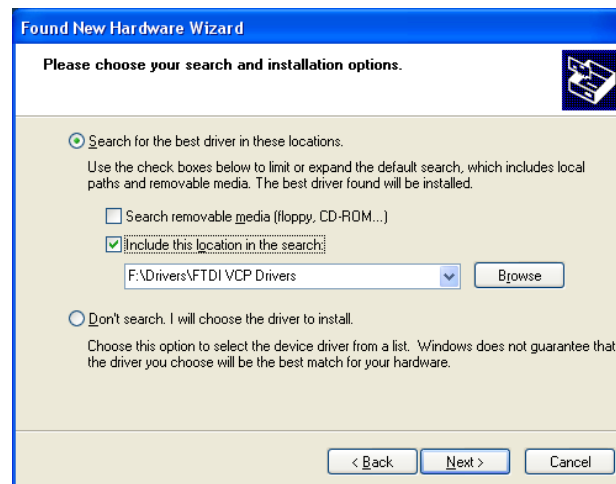 Found New Hardware Wizard
Please choose your search and installation options.
Search for the best driver in these locations.
Use the check boxes below to limit or expand the default search, which includes local
paths and removable media. The best driver found will be installed.
Search removable media (floppy, CD-ROM...)
Include this location in the search:
F:\Drivers\FTDI VCP Drivers
Browse
Don't search. I will choose the driver to install.
Choose this option to select the device driver from a list. Windows does not guarantee that
the driver you choose will be the best match for your hardware.
< Back
Next >
Cancel